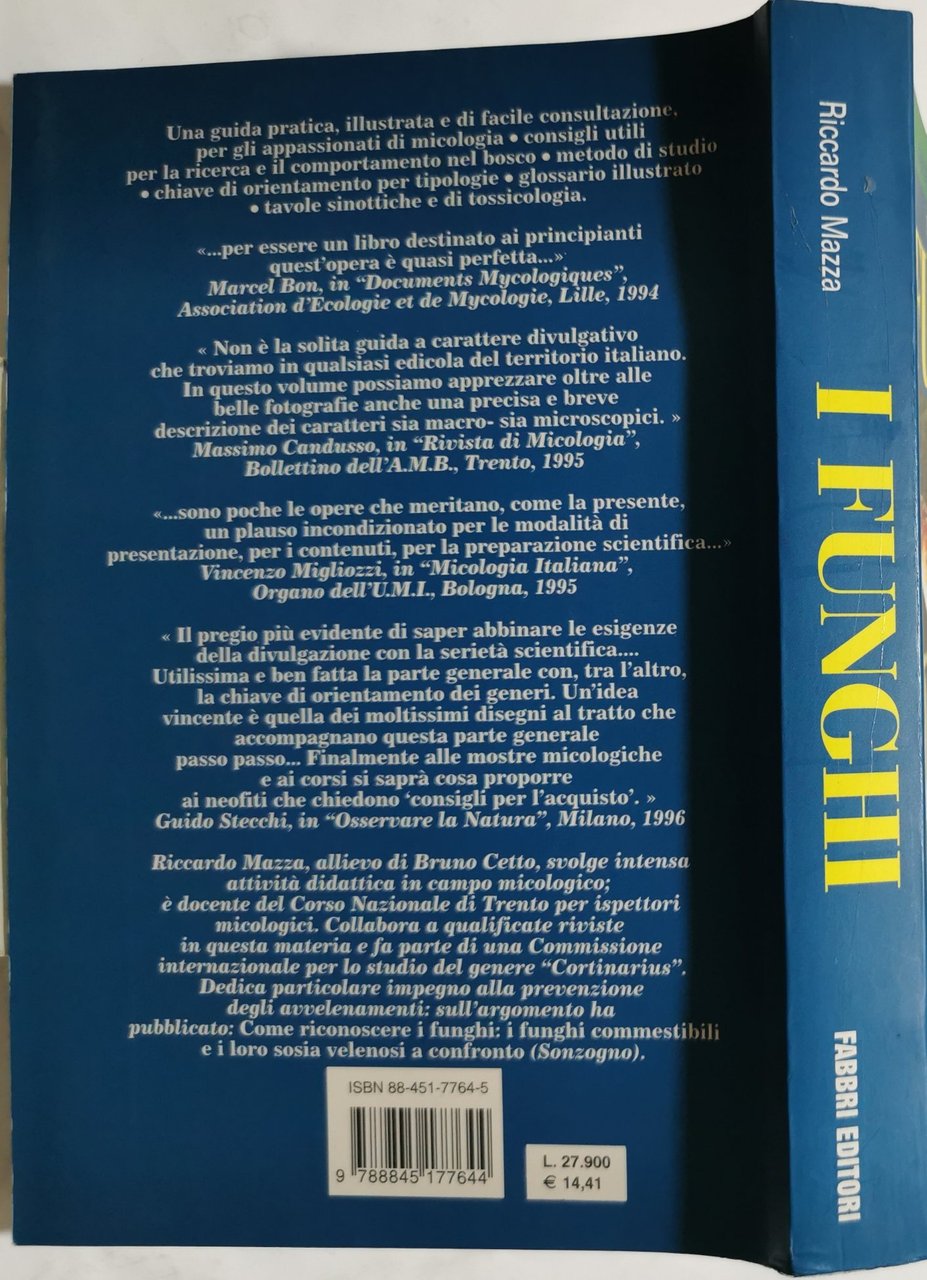 Una guida pratica, illustrata e di facile consultazione,
per gli appassionati di micologia • consigli utili
per la ricerca e il comportamento nel bosco • metodo di studio
• chiave di orientamento per tipologie • glossario illustrato
• tavole sinottiche e di tossicologia.
«...per essere un libro destinato ai principianti
quest'opera è quasi perfetta...»
Marcel Bon, in "Documents Mycologiques",
Association d'Ecologie et de Mycologie, Lille, 1994
« Non è la solita guida a carattere divulgativo
che troviamo in qualsiasi edicola del territorio italiano.
In questo volume possiamo apprezzare oltre alle
belle fotografie anche una precisa e breve
descrizione dei caratteri sia macro- sia microscopici. »
Massimo Candusso, in "Rivista di Micologia",
Bollettino dell'A.M.B., Trento, 1995
«...sono poche le opere che meritano, come la presente,
un plauso incondizionato per le modalità di
presentazione, per i contenuti, per la preparazione scientifica...»
Vincenzo Migliozzi, in "Micologia Italiana",
Organo dell'U.M.I., Bologna, 1995
« Il pregio più evidente di saper abbinare le esigenze
della divulgazione con la serietà scientifica....
Utilissima e ben fatta la parte generale con, tra l'altro,
la chiave di orientamento dei generi. Un'idea
vincente è quella dei moltissimi disegni al tratto che
accompagnano questa parte generale
passo passo... Finalmente alle mostre micologiche
e ai corsi si saprà cosa proporre
ai neofiti che chiedono 'consigli per l'acquisto'. »
Guido Stecchi, in "Osservare la Natura", Milano, 1996
Riccardo Mazza, allievo di Bruno Cetto, svolge intensa
attività didattica in campo micologico;
è docente del Corso Nazionale di Trento per ispettori
micologici. Collabora a qualificate riviste
in questa materia e fa parte di una Commissione
internazionale per lo studio del genere "Cortinarius".
Dedica particolare impegno alla prevenzione
degli avvelenamenti: sull'argomento ha
pubblicato: Come riconoscere i funghi: i funghi commestibili
e i loro sosia velenosi a confronto (Sonzogno).
ISBN 88-451-7764-5
9 788845 177644
L. 27.900
€ 14,41
Riccardo Mazza
I FUNGHI
FABBRI EDITORI